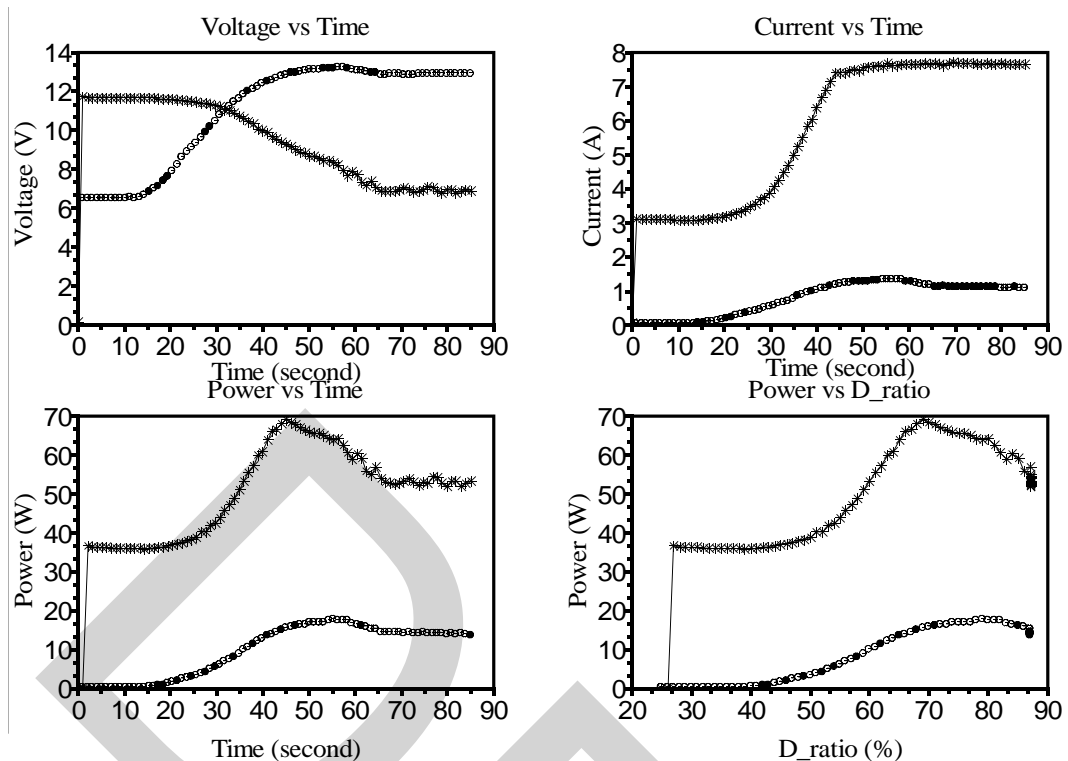 Voltage vs Time
14
12
10
8
6
4
2
0
Voltage (V)
0 10 20 30 40 50 60 70 80 90
Time (second)
Current vs Time
8
7
6
5
4
3
2
1
0
Current (A)
0 10 20 30 40 50 60 70 80 90
Time (second)
Power vs Time
70
60
50
40
30
20
10
0
Power (W)
0 10 20 30 40 50 60 70 80 90
Time (second)
Power vs D_ratio
70
60
50
40
30
20
10
0
Power (W)
20 30 40 50 60 70 80 90
D_ratio (%)